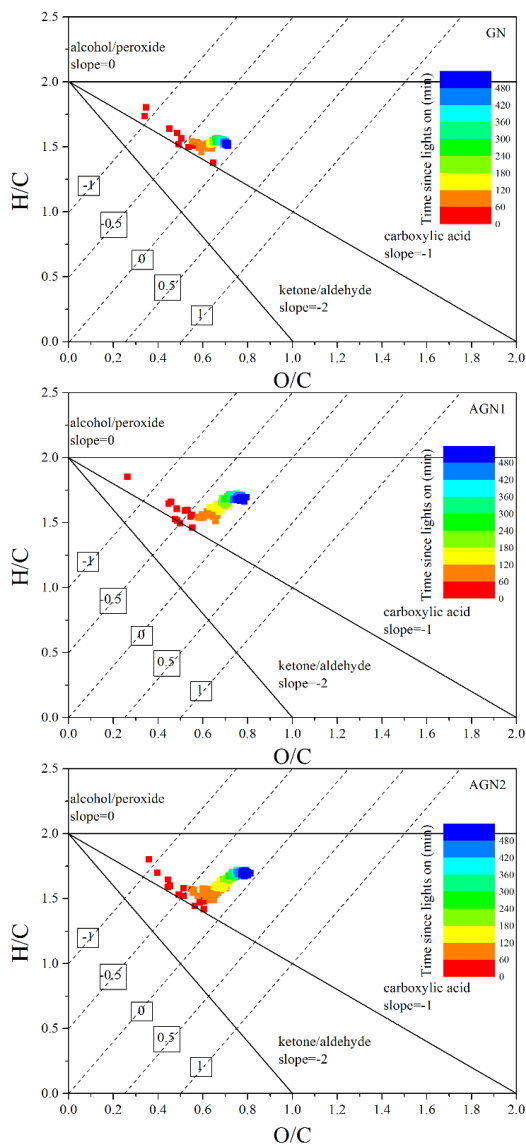 2.5
GN
alcohol/peroxide
slope=0
2.0
1.5
1.0
0.5
0.0
H/C
Time since lights on (min)
480
420
360
300
240
180
120
60
0
carboxylic acid
slope=-1
ketone/aldehyde
slope=-2
-1
-0.5
0
0.5
1
0.0 0.2 0.4 0.6 0.8 1.0 1.2 1.4 1.6 1.8 2.0
O/C
2.5
AGN1
alcohol/peroxide
slope=0
2.0
1.5
1.0
0.5
0.0
H/C
Time since lights on (min)
480
420
360
300
240
180
120
60
0
carboxylic acid
slope=-1
ketone/aldehyde
slope=-2
-1
-0.5
0
0.5
1
0.0 0.2 0.4 0.6 0.8 1.0 1.2 1.4 1.6 1.8 2.0
O/C
2.5
AGN2
alcohol/peroxide
slope=0
2.0
1.5
1.0
0.5
0.0
H/C
Time since lights on (min)
480
420
360
300
240
180
120
60
0
carboxylic acid
slope=-1
ketone/aldehyde
slope=-2
-1
-0.5
0
0.5
1
0.0 0.2 0.4 0.6 0.8 1.0 1.2 1.4 1.6 1.8 2.0
O/C